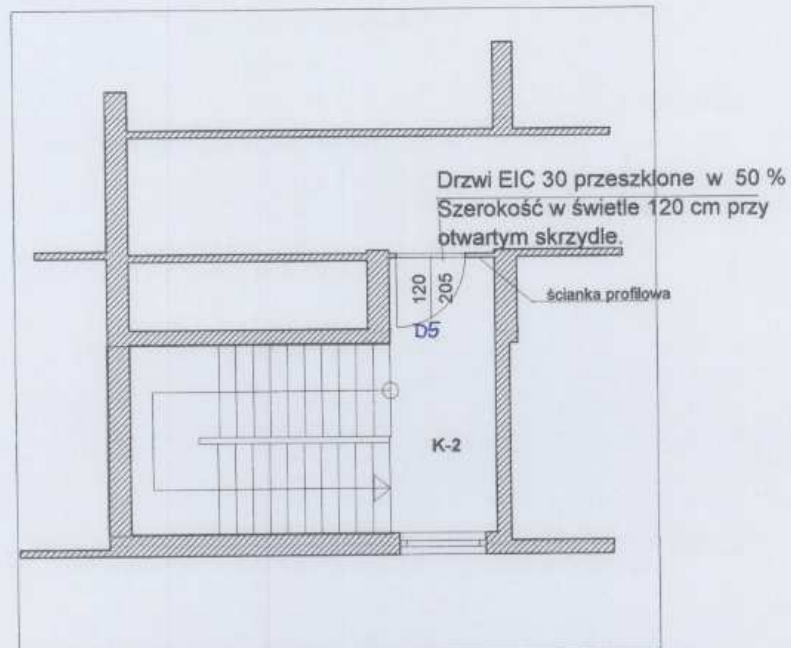 Drzwi EIC 30 przeszklone w 50 %
Szerokość w świetle 120 cm przy
otwartym skrzydle.
120
205
ścianka profilowa
D5
K-2